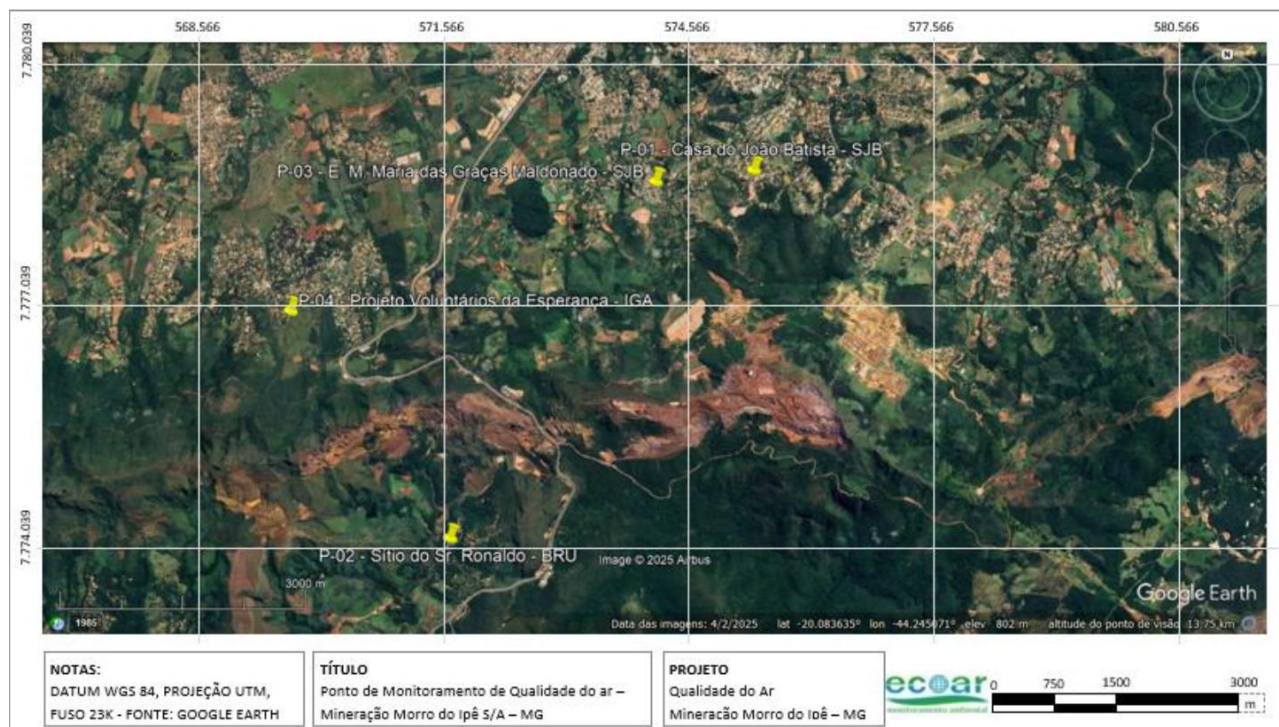 568.566 571.566 574.566 577.566 580.566
7.780.039
N
P-01 - Casa do João Batista - SJB
P-03 - E M Maria das Graças Maldonado - SJB
7.777.039
P-04 - Projeto Voluntários da Esperança - IGA
7.774.039
P-02 - Sítio do Sr. Ronaldo - BRU
Image © 2025 Airbus
3000 m
Google Earth
1985
Data das imagens: 4/2/2025 lat -20.083635° lon -44.245071° elev 802 m altitude do ponto de visão 13.75 km
NOTAS:
DATUM WGS 84, PROJEÇÃO UTM,
FUSO 23K - FONTE: GOOGLE EARTH
TÍTULO
Ponto de Monitoramento de Qualidade do ar –
Mineração Morro do Ipê S/A – MG
PROJETO
Qualidade do Ar
Mineração Morro do Ipê – MG
ecoar
monitoramento ambiental
0 750 1500 3000
m